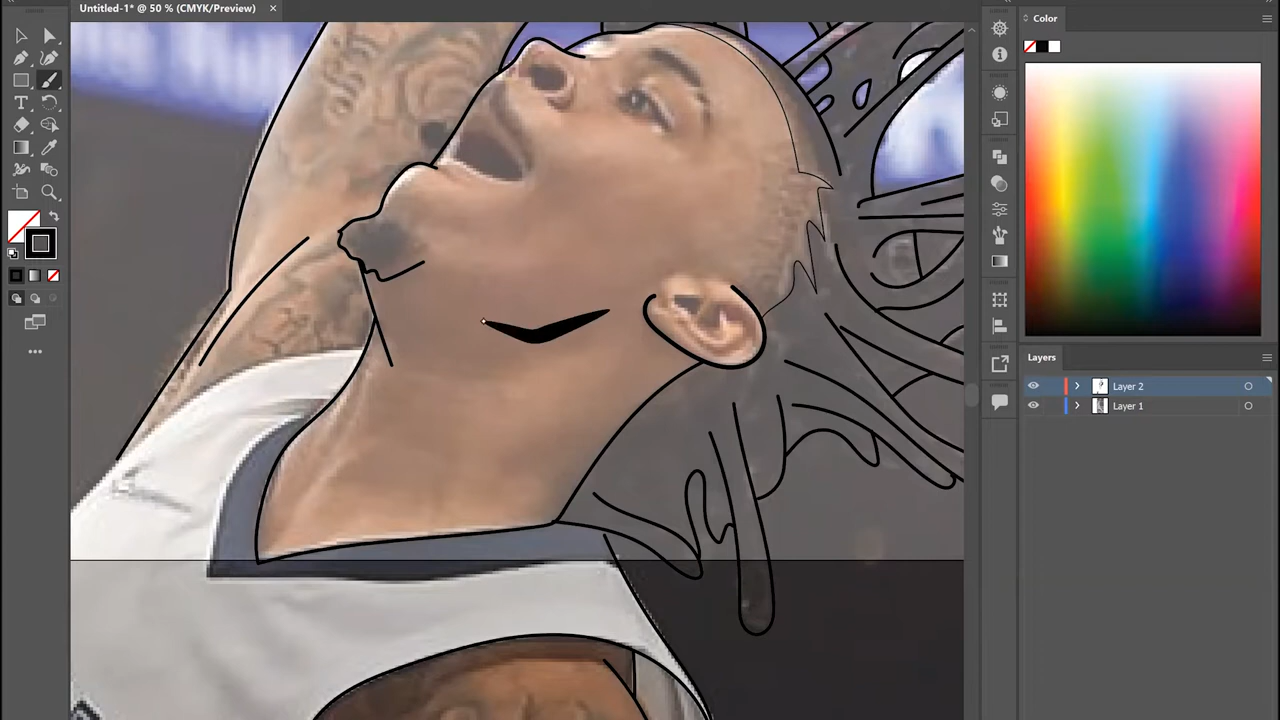 Untitled-1* @ 50 % (CMYK/Preview) ×
Color
Layers
Layer 2
Layer 1